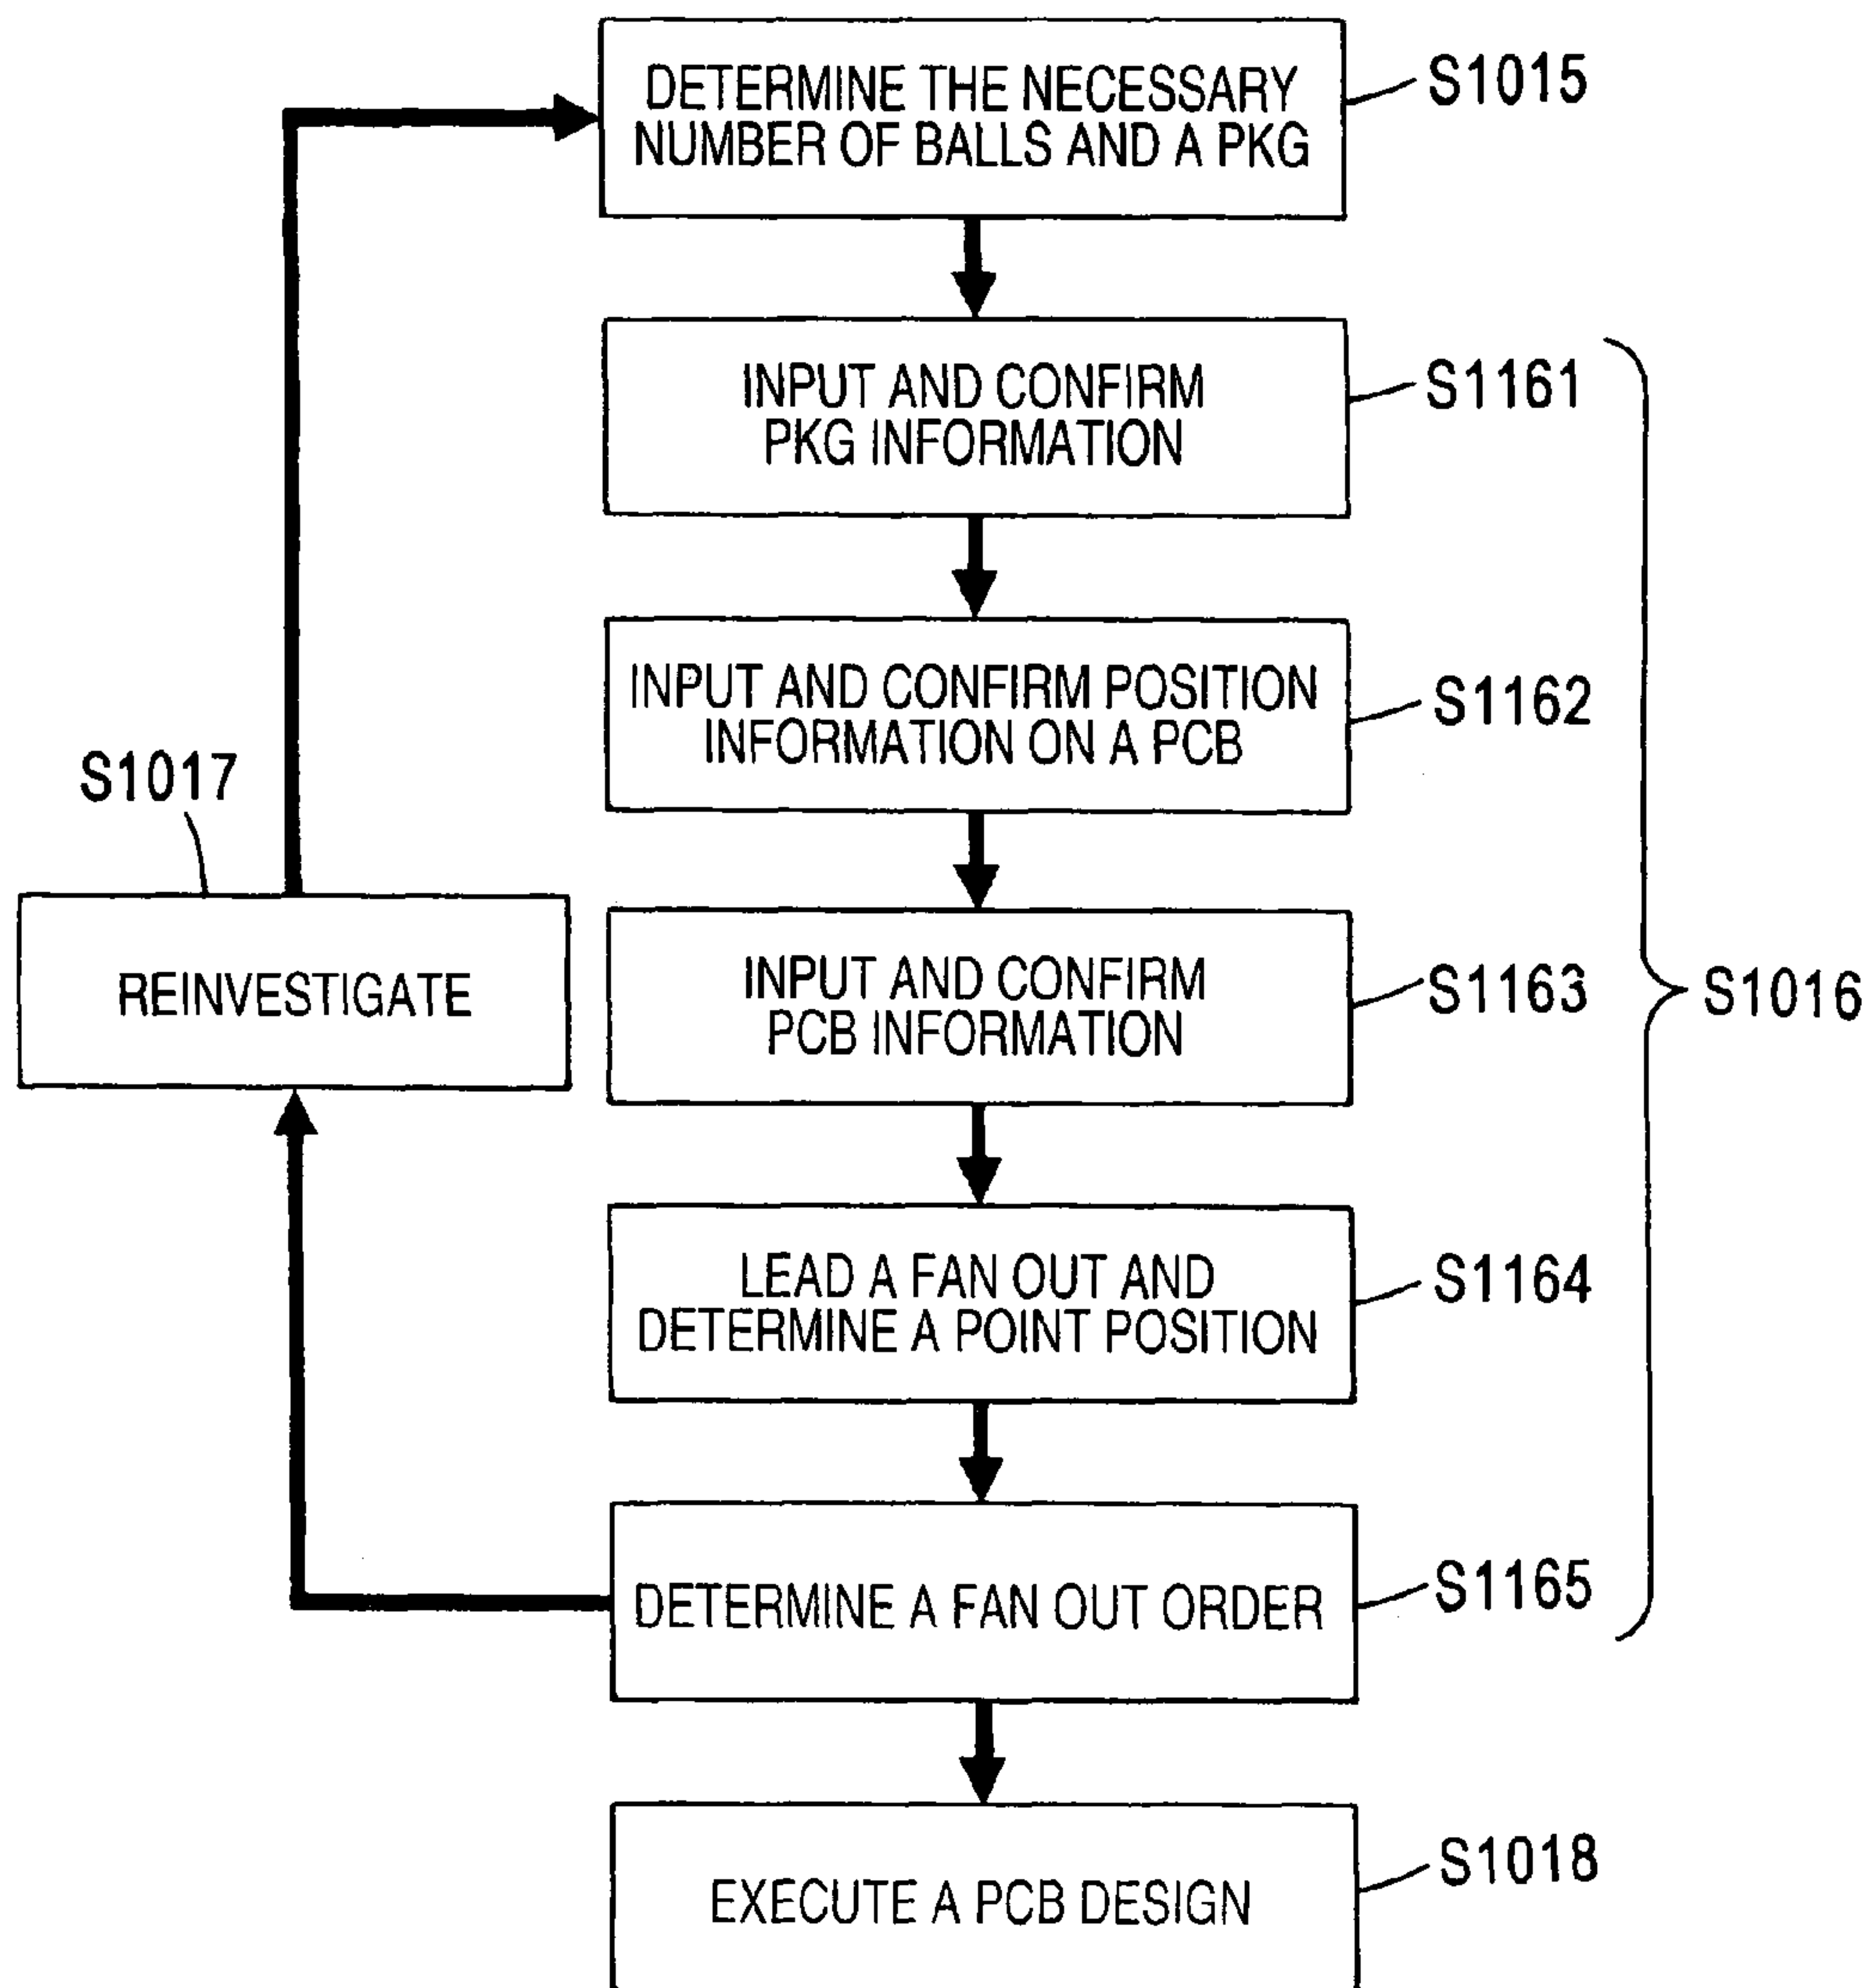 DETERMINE THE NECESSARY
NUMBER OF BALLS AND A PKG
S1015
INPUT AND CONFIRM
PKG INFORMATION
S1161
INPUT AND CONFIRM POSITION
INFORMATION ON A PCB
S1162
S1017
REINVESTIGATE
INPUT AND CONFIRM
PCB INFORMATION
S1163
S1016
LEAD A FAN OUT AND
DETERMINE A POINT POSITION
S1164
DETERMINE A FAN OUT ORDER
S1165
EXECUTE A PCB DESIGN
S1018